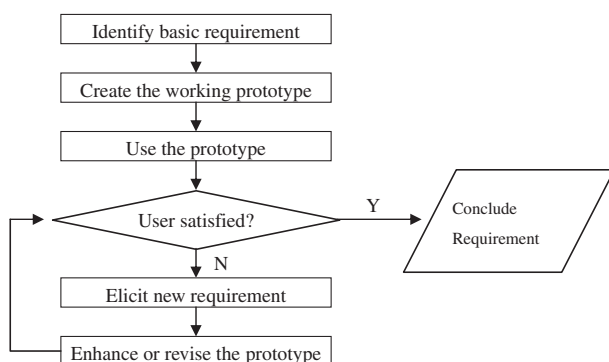 Identify basic requirement
Create the working prototype
Use the prototype
User satisfied?
Y
Conclude
Requirement
N
Elicit new requirement
Enhance or revise the prototype